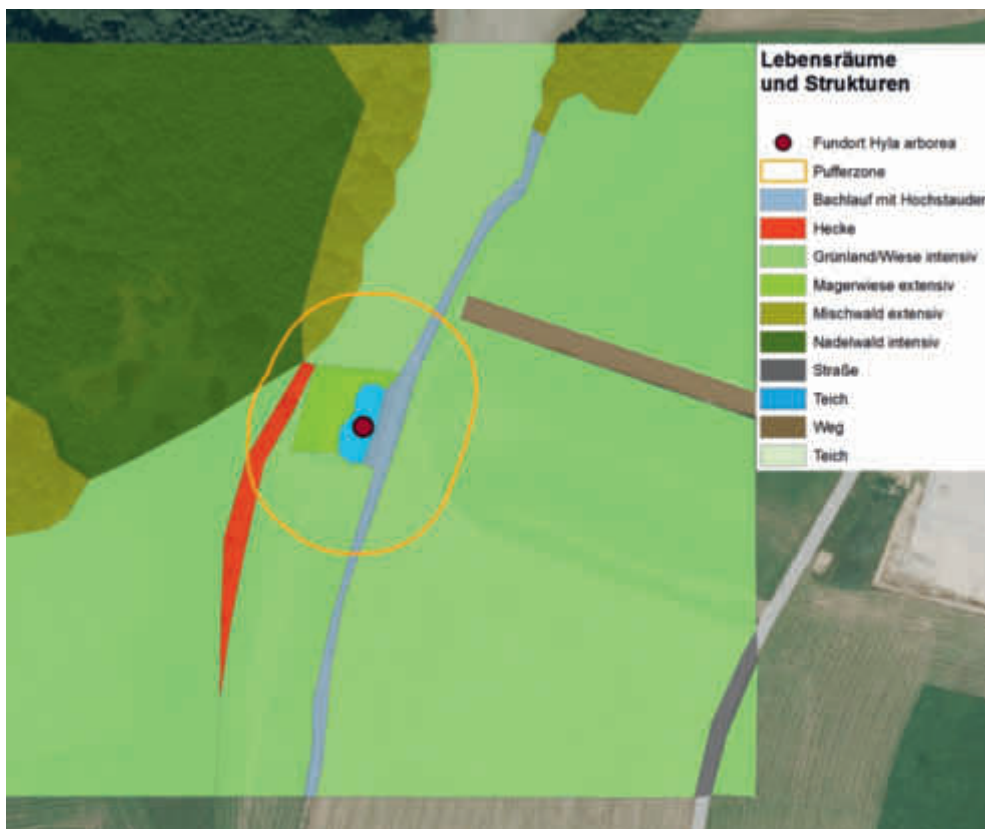 Lebensräume
und Strukturen
Fundort Hyla arborea
Pufferzone
Bachlauf mit Hochstauden
Hecke
Grünland/Wiese intensiv
Magerwiese extensiv
Mischwald extensiv
Nadelwald intensiv
Straße
Teich
Weg
Teich